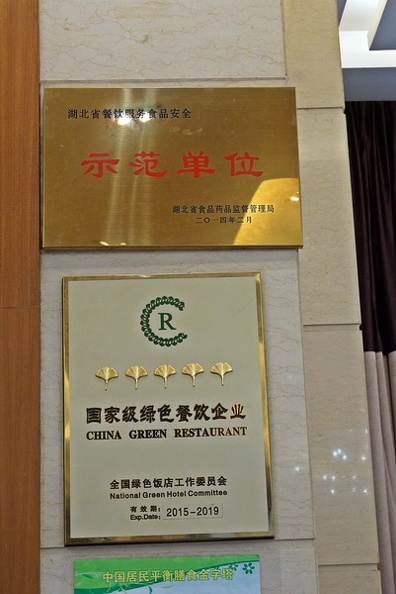 湖北省餐饮服务食品安全
示范单位
湖北省食品药品监督管理局
二〇一四年二月
R
国家级绿色餐饮企业
CHINA GREEN RESTAURANT
全国绿色饭店工作委员会
National Green Hotel Committee
有效期:
Exp.Date: 2015-2019
中国居民平衡膳食金字塔